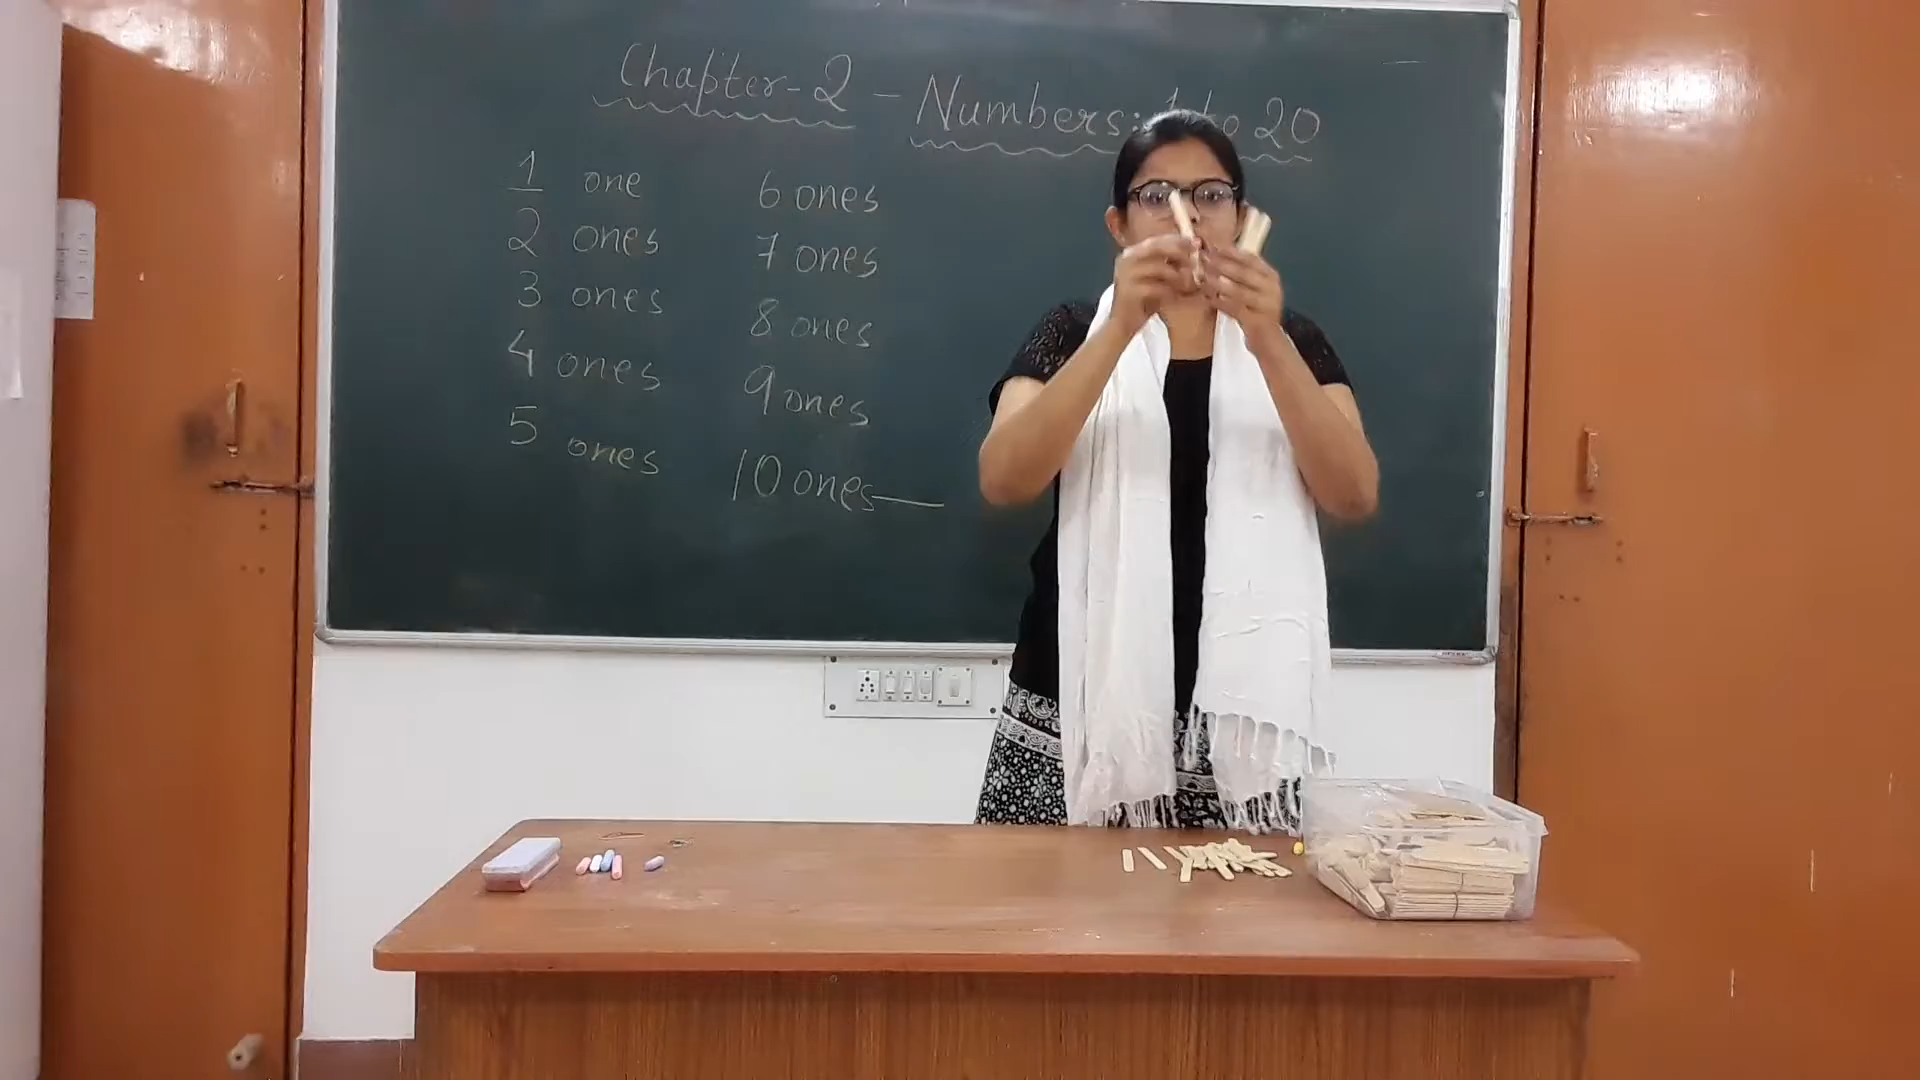 Chapter-2 - Numbers: 1 to 20
1 one
2 ones
3 ones
4 ones
5 ones
6 ones
7 ones
8 ones
9 ones
10 ones